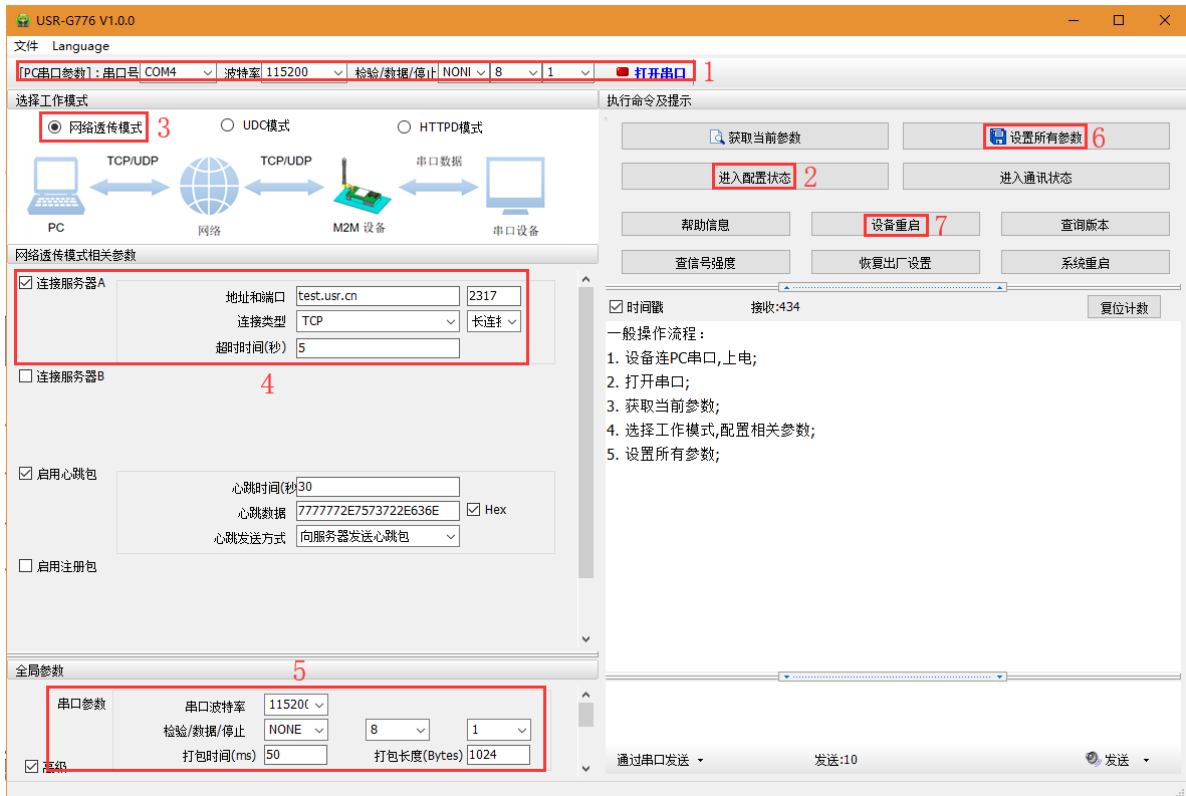 USR-G776 V1.0.0
文件 Language
[PC串口参数]：串口号 COM4 波特率 115200 检验/数据/停止 NONI 8 1 打开串口 1
选择工作模式
网络透传模式 3 UDC模式 HTTPD模式
TCP/UDP TCP/UDP 串口数据
PC 网络 M2M 设备 串口设备
网络透传模式相关参数
连接服务器A
地址和端口 test.usr.cn 2317
连接类型 TCP 长连接
超时时间(秒) 5
4
连接服务器B
启用心跳包
心跳时间(秒 30
心跳数据 7777772E7573722E636E Hex
心跳发送方式 向服务器发送心跳包
启用注册包
全局参数
5
串口参数 串口波特率 115200
检验/数据/停止 NONE 8 1
打包时间(ms) 50 打包长度(Bytes) 1024
高级
执行命令及提示
获取当前参数 设置所有参数 6
进入配置状态 2 进入通讯状态
帮助信息 设备重启 7 查询版本
查信号强度 恢复出厂设置 系统重启
时间戳 接收:434 复位计数
一般操作流程：
1. 设备连PC串口,上电;
2. 打开串口;
3. 获取当前参数;
4. 选择工作模式,配置相关参数;
5. 设置所有参数;
通过串口发送 发送:10 发送